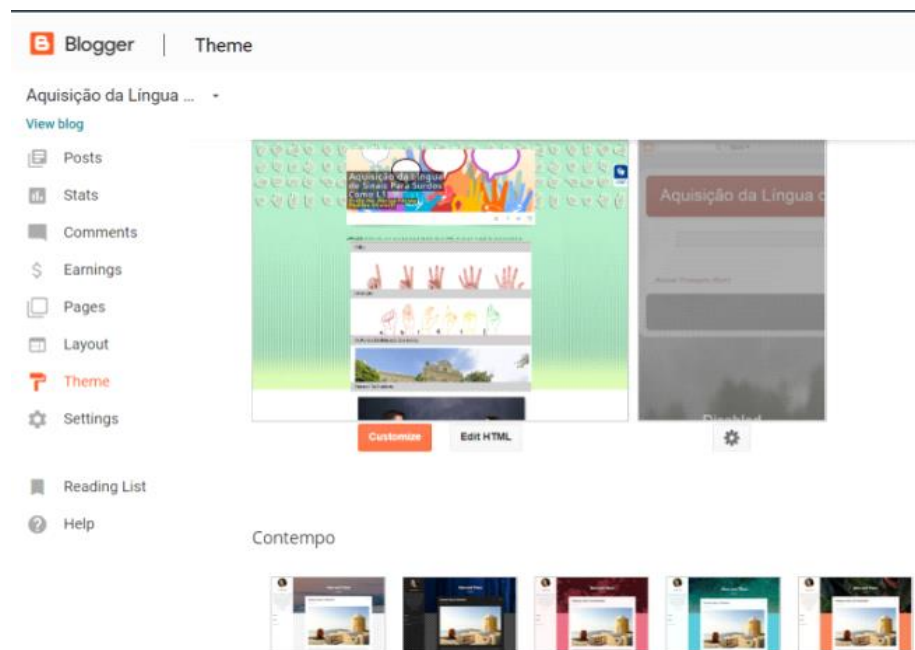 Blogger | Theme
Aquisição da Língua ...
View blog
Posts
Stats
Comments
Earnings
Pages
Layout
Theme
Settings
Reading List
Help
Aquisição da Língua
de Sinais Para Surdos
Como L1
Aquisição da Língua d
Disabled
Customize
Edit HTML
Contempo